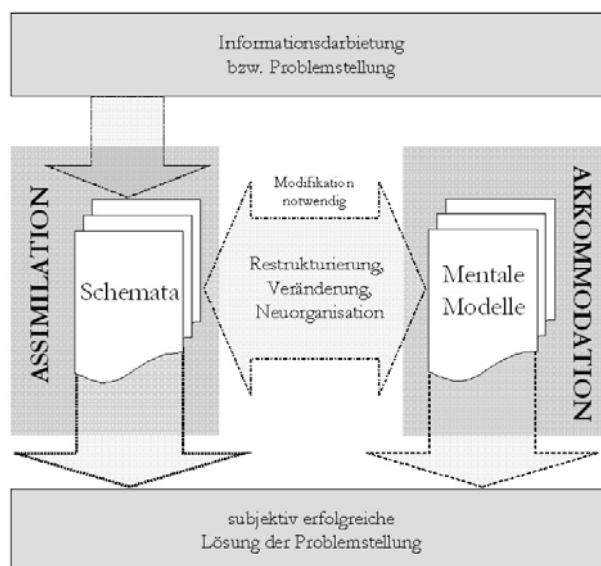 Informationsdarbietung
bzw. Problemstellung
ASSIMILATION
Schemata
Modifikation
notwendig
Restrukturierung,
Veränderung,
Neuorganisation
Mentale
Modelle
AKKOMMODATION
subjektiv erfolgreiche
Lösung der Problemstellung